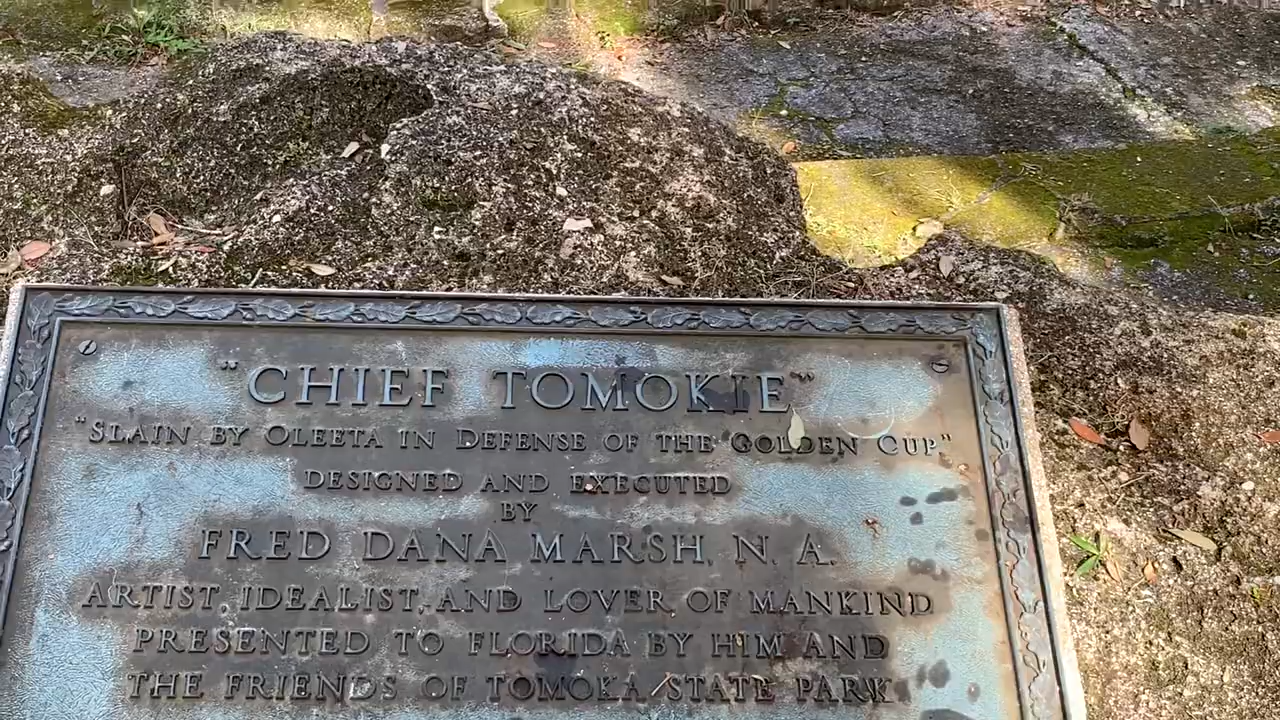 "CHIEF TOMOKIE"
"SLAIN BY OLEETA IN DEFENSE OF THE GOLDEN CUP"
DESIGNED AND EXECUTED
BY
FRED DANA MARSH, N. A.
ARTIST, IDEALIST, AND LOVER OF MANKIND
PRESENTED TO FLORIDA BY HIM AND
THE FRIENDS OF TOMOKA STATE PARK